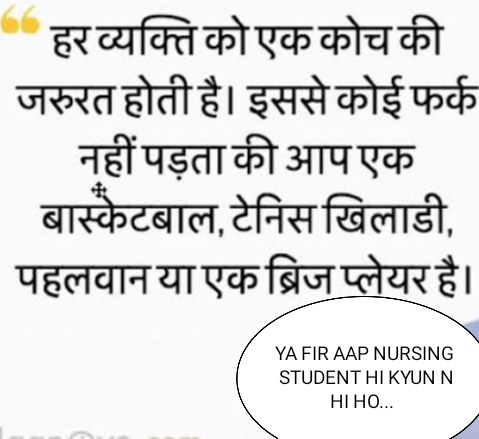 “ हर व्यक्ति को एक कोच की
जरुरत होती है। इससे कोई फर्क
नहीं पड़ता की आप एक
बास्केटबाल, टेनिस खिलाडी,
पहलवान या एक ब्रिज प्लेयर है।
YA FIR AAP NURSING
STUDENT HI KYUN N
HI HO...